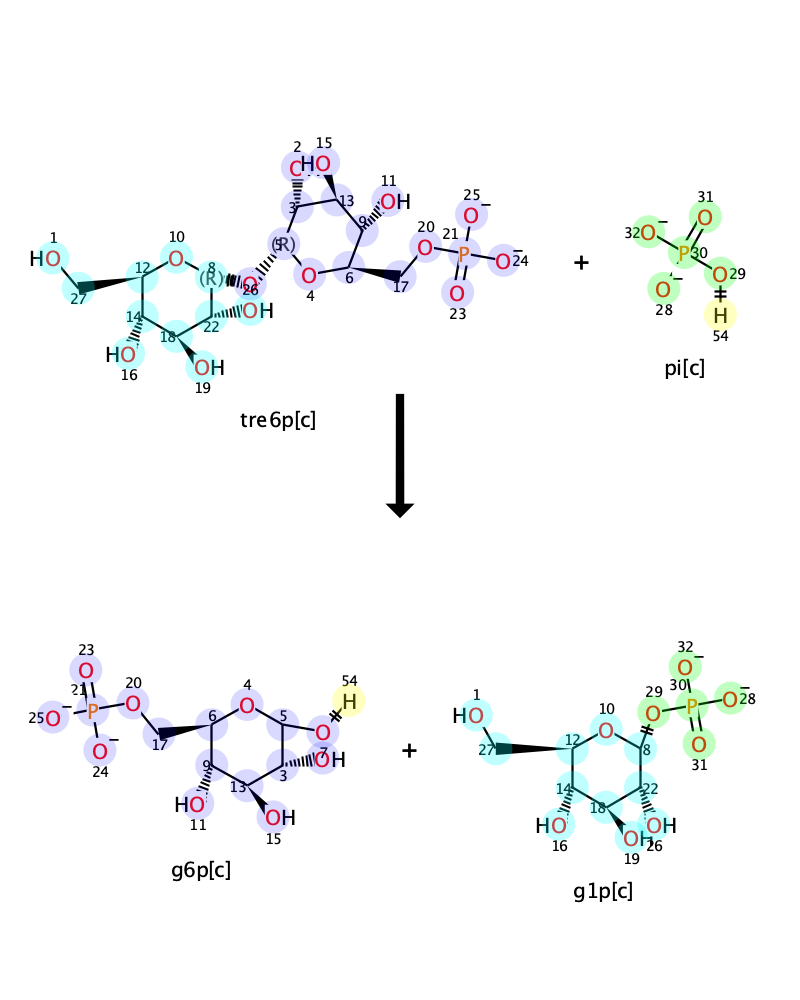 2 15
HO
11
OH
25
O−
31
O
1
HO
10
O
8
(R)
12
3
13
9
5
(R)
20
O
21
P
O−
24
32
O−
30
P
29
O
+
27
O
26
4
O
6
17
O
23
O−
28
H
54
14
22
OH
18
HO
16
OH
19
pi[c]
tre6p[c]
23
O
21
P
20
O
4
O
54
H
25
O−
6
5
O
7
17
O−
24
9
3
OH
13
HO
11
OH
15
g6p[c]
+
32
O−
30
P
29
O
O−
28
1
HO
10
O
O
31
27
12
8
14
22
18
HO
16
OH
19
OH
26
g1p[c]